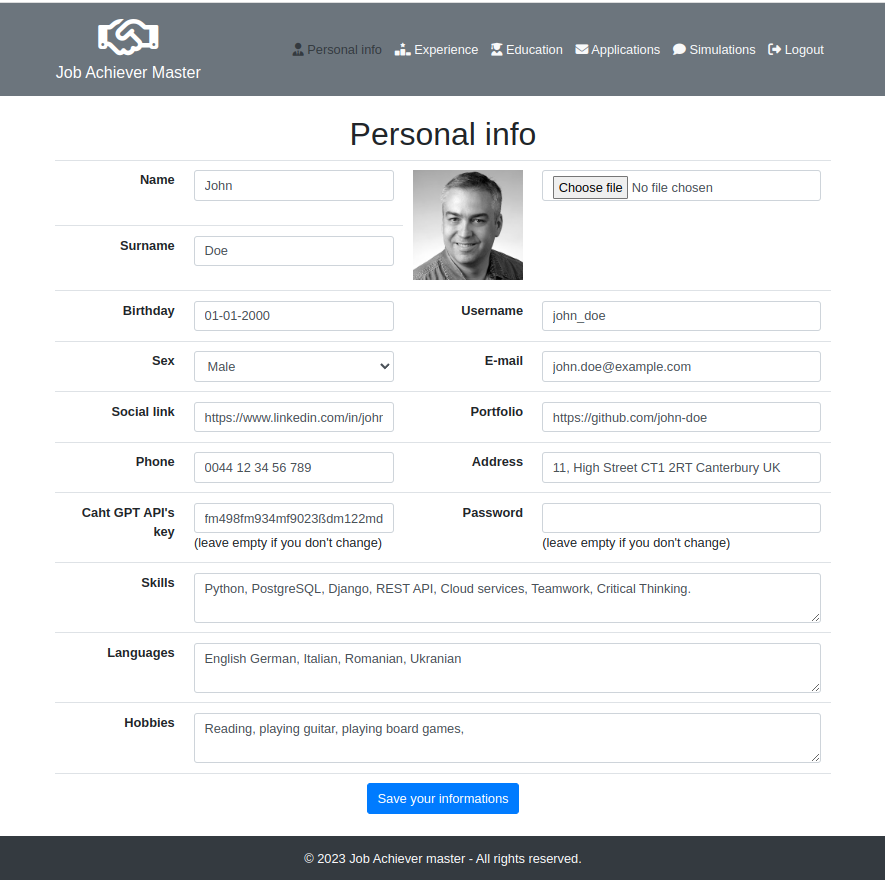 Personal info Experience Education Applications Simulations Logout
Job Achiever Master
Personal info
Name John Choose file No file chosen
Surname Doe
Birthday 01-01-2000 Username john_doe
Sex Male E-mail john.doe@example.com
Social link https://www.linkedin.com/in/johr Portfolio https://github.com/john-doe
Phone 0044 12 34 56 789 Address 11, High Street CT1 2RT Canterbury UK
Caht GPT API's key fm498fm934mf9023ßdm122md Password
(leave empty if you don't change) (leave empty if you don't change)
Skills Python, PostgreSQL, Django, REST API, Cloud services, Teamwork, Critical Thinking.
Languages English German, Italian, Romanian, Ukranian
Hobbies Reading, playing guitar, playing board games,
Save your informations
© 2023 Job Achiever master - All rights reserved.